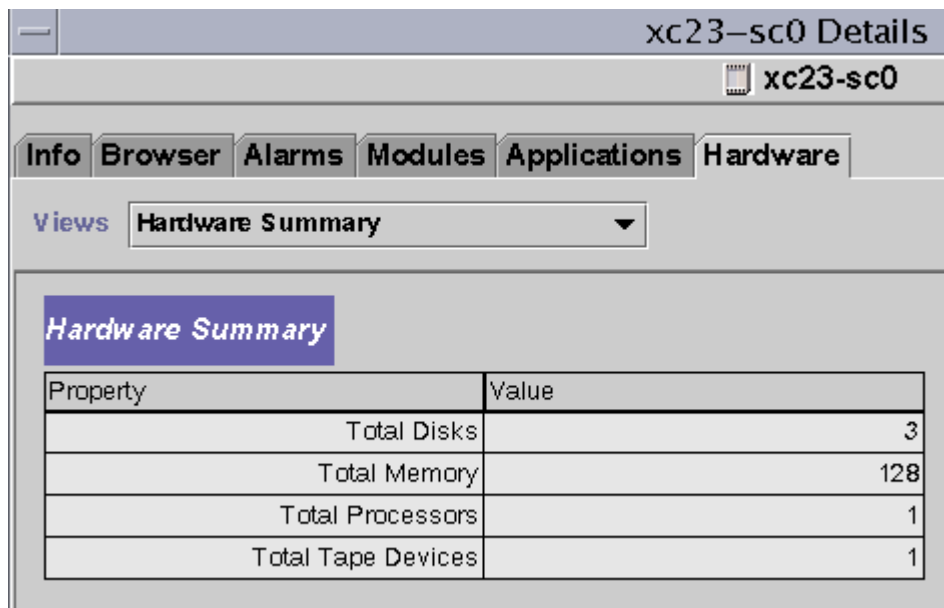 xc23–sc0 Details
xc23-sc0
Info Browser Alarms Modules Applications Hardware
Views Hardware Summary
Hardware Summary
Property Value
Total Disks 3
Total Memory 128
Total Processors 1
Total Tape Devices 1